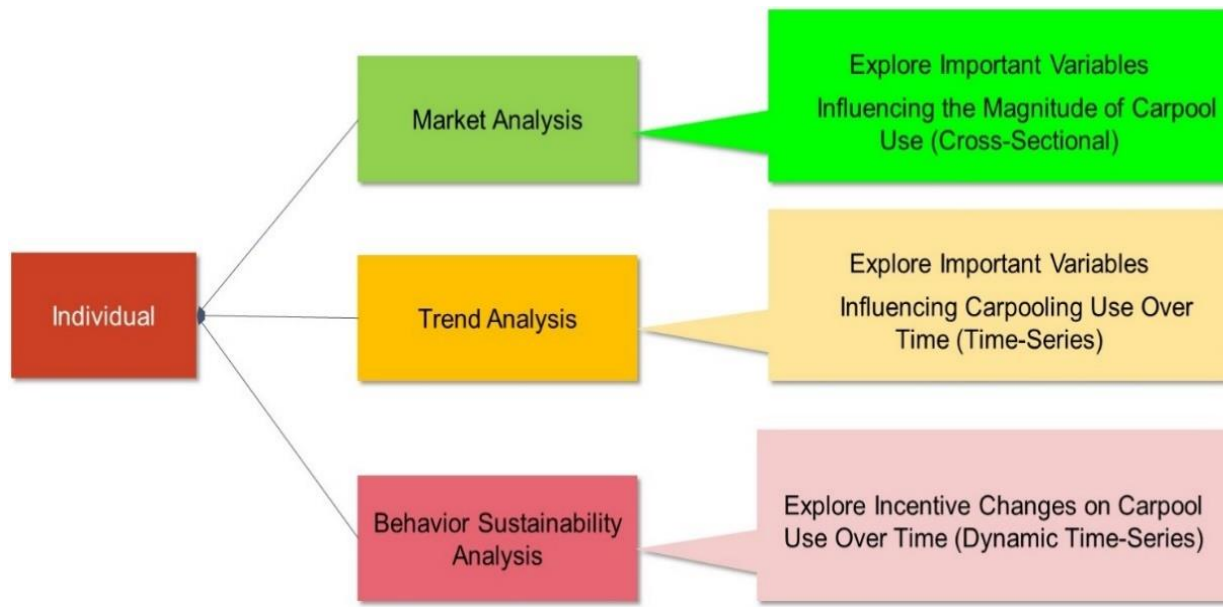 Individual
Market Analysis
Explore Important Variables
Influencing the Magnitude of Carpool
Use (Cross-Sectional)
Trend Analysis
Explore Important Variables
Influencing Carpooling Use Over
Time (Time-Series)
Behavior Sustainability
Analysis
Explore Incentive Changes on Carpool
Use Over Time (Dynamic Time-Series)